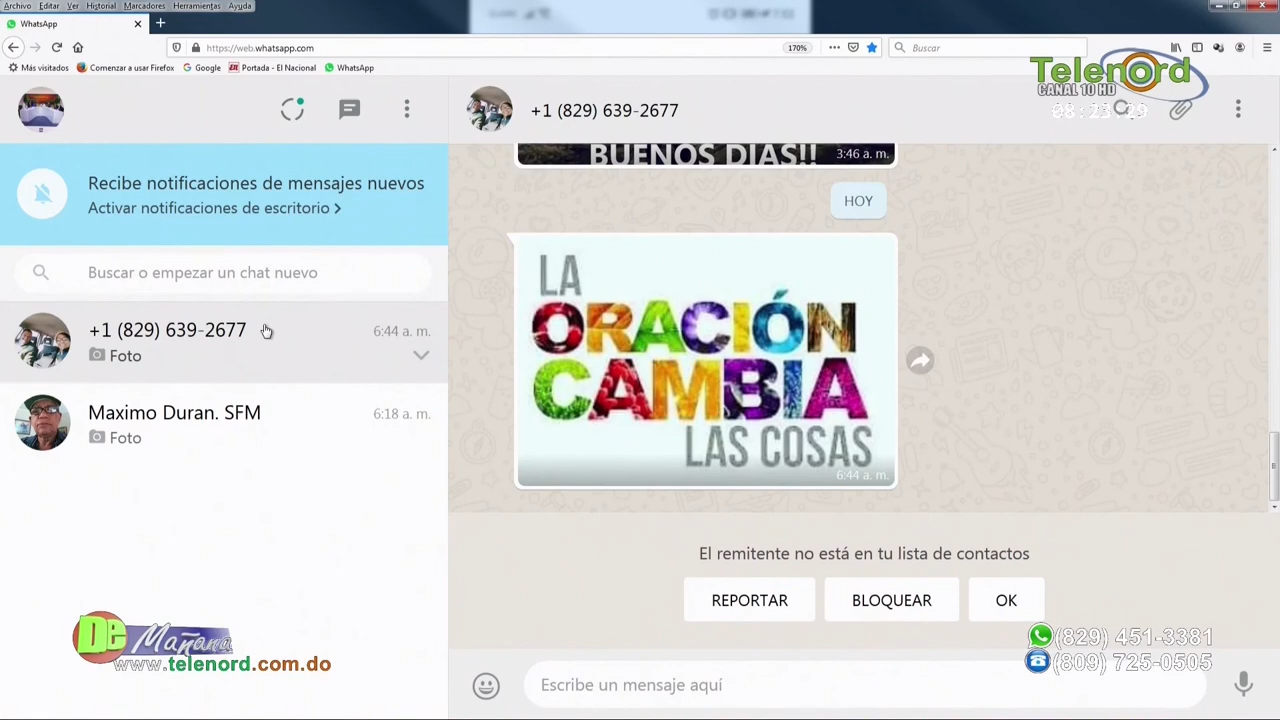 Archivo Editar Ver Historial Marcadores Herramientas Ayuda
WhatsApp
https://web.whatsapp.com
170%
Buscar
Más visitados
Comenzar a usar Firefox
Google
Portada - El Nacional
WhatsApp
Telenord
CANAL 10 HD
08:23:29
+1 (829) 639-2677
BUENOS DIAS!! 3:46 a. m.
Recibe notificaciones de mensajes nuevos
Activar notificaciones de escritorio
HOY
Buscar o empezar un chat nuevo
LA
ORACIÓN
CAMBIA
LAS COSAS
6:44 a. m.
+1 (829) 639-2677 6:44 a. m.
Foto
Maximo Duran. SFM 6:18 a. m.
Foto
El remitente no está en tu lista de contactos
REPORTAR BLOQUEAR OK
De Mañana
www.telenord.com.do
(829) 451-3381
(809) 725-0505
Escribe un mensaje aquí